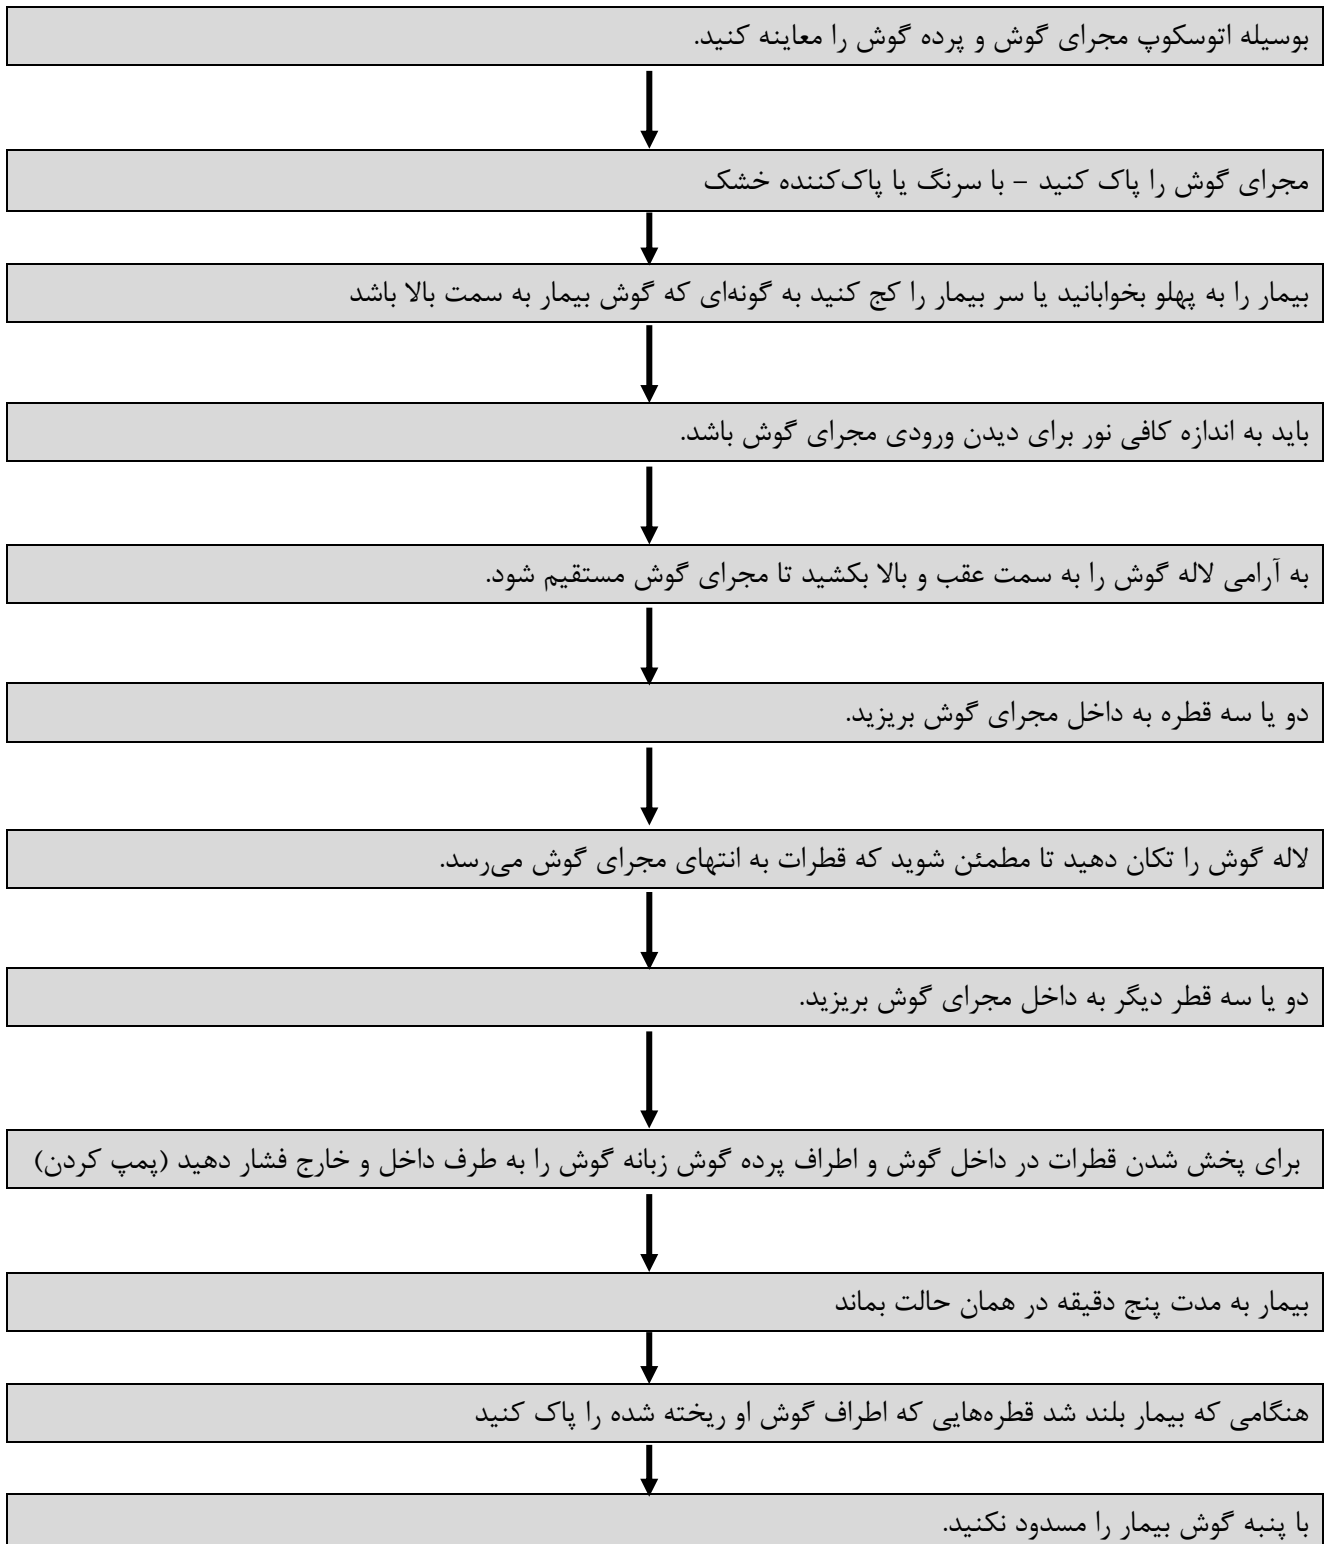 بوسیله اتوسکوپ مجرای گوش و پرده گوش را معاینه کنید.
مجرای گوش را پاک کنید – با سرنگ یا پاک‌کننده خشک
بیمار را به پهلو بخوابانید یا سر بیمار را کج کنید به گونه‌ای که گوش بیمار به سمت بالا باشد
باید به اندازه کافی نور برای دیدن ورودی مجرای گوش باشد.
به آرامی لاله گوش را به سمت عقب و بالا بکشید تا مجرای گوش مستقیم شود.
دو یا سه قطره به داخل مجرای گوش بریزید.
لاله گوش را تکان دهید تا مطمئن شوید که قطرات به انتهای مجرای گوش می‌رسد.
دو یا سه قطر دیگر به داخل مجرای گوش بریزید.
برای پخش شدن قطرات در داخل گوش و اطراف پرده گوش زبانه گوش را به طرف داخل و خارج فشار دهید (پمپ کردن)
بیمار به مدت پنج دقیقه در همان حالت بماند
هنگامی که بیمار بلند شد قطره‌هایی که اطراف گوش او ریخته شده را پاک کنید
با پنبه گوش بیمار را مسدود نکنید.